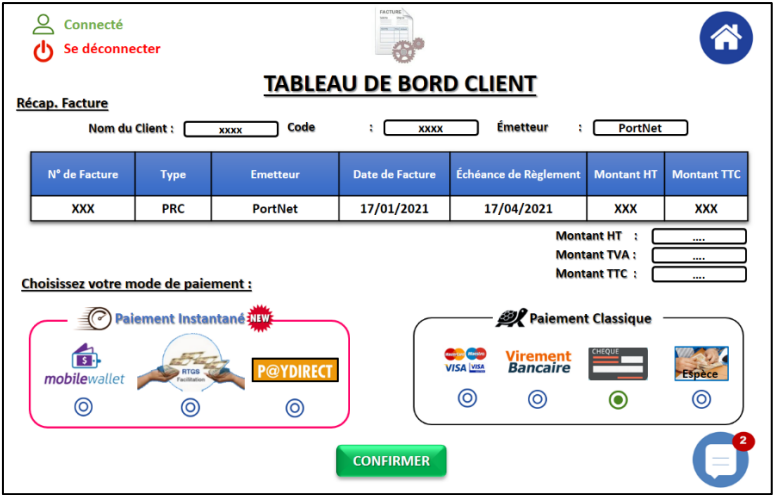 Connecté
Se déconnecter
FACTURE
TABLEAU DE BORD CLIENT
Récap. Facture
Nom du Client : xxxx Code : xxxx Émetteur : PortNet
N° de Facture Type Emetteur Date de Facture Échéance de Règlement Montant HT Montant TTC
XXX PRC PortNet 17/01/2021 17/04/2021 XXX XXX
Montant HT : ....
Montant TVA : ....
Montant TTC : ....
Choisissez votre mode de paiement :
Paiement Instantané NEW
Paiement Classique
mobilewallet
RTGS
Facilitation
P@YDIRECT
MasterCard Maestro
VISA VISA
Virement
Bancaire
CHEQUE
Espèce
CONFIRMER
2